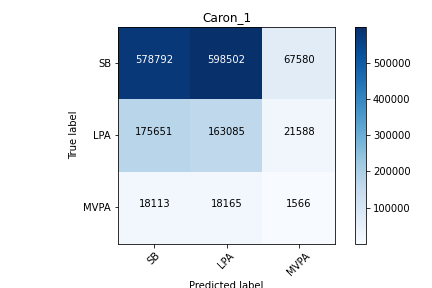 Caron_1
SB 578792 598502 67580
LPA 175651 163085 21588
MVPA 18113 18165 1566
SB LPA MVPA
True label
Predicted label
500000
400000
300000
200000
100000